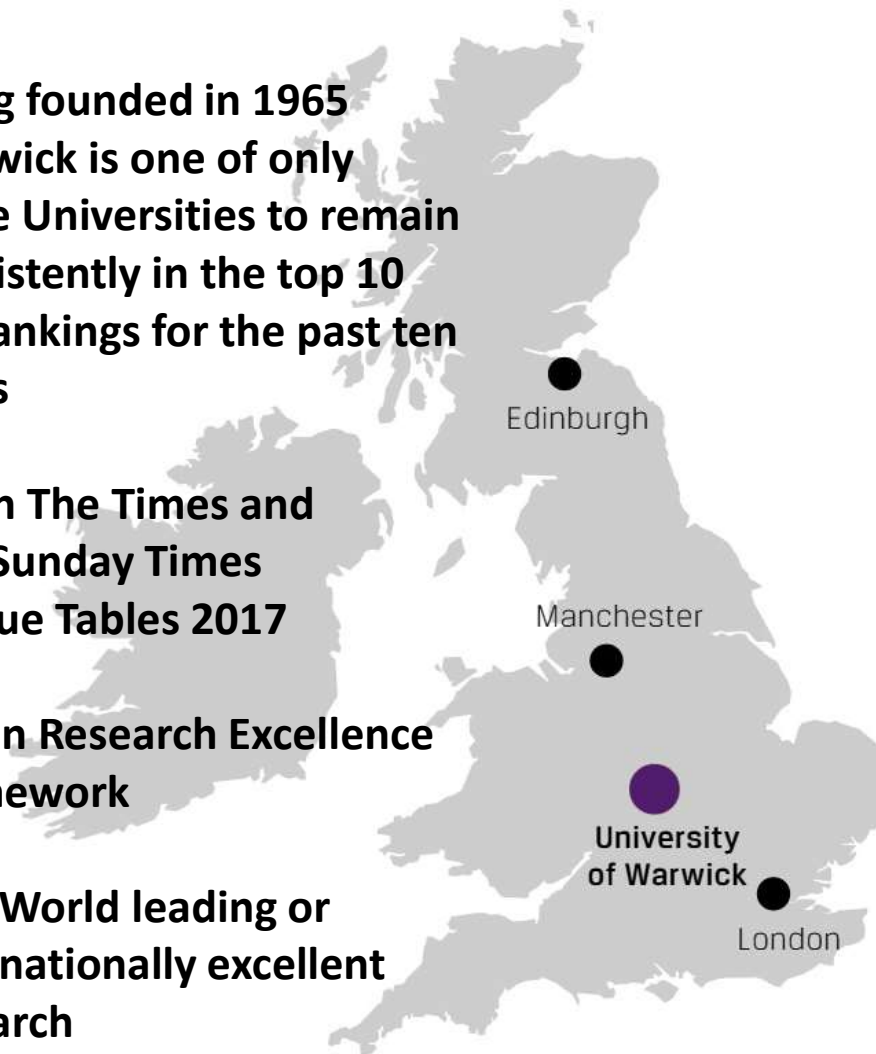 g founded in 1965
wick is one of only
e Universities to remain
istently in the top 10
ankings for the past ten
s
n The Times and
Sunday Times
ue Tables 2017
n Research Excellence
nework
World leading or
nationally excellent
arch
Edinburgh
Manchester
University
of Warwick
London